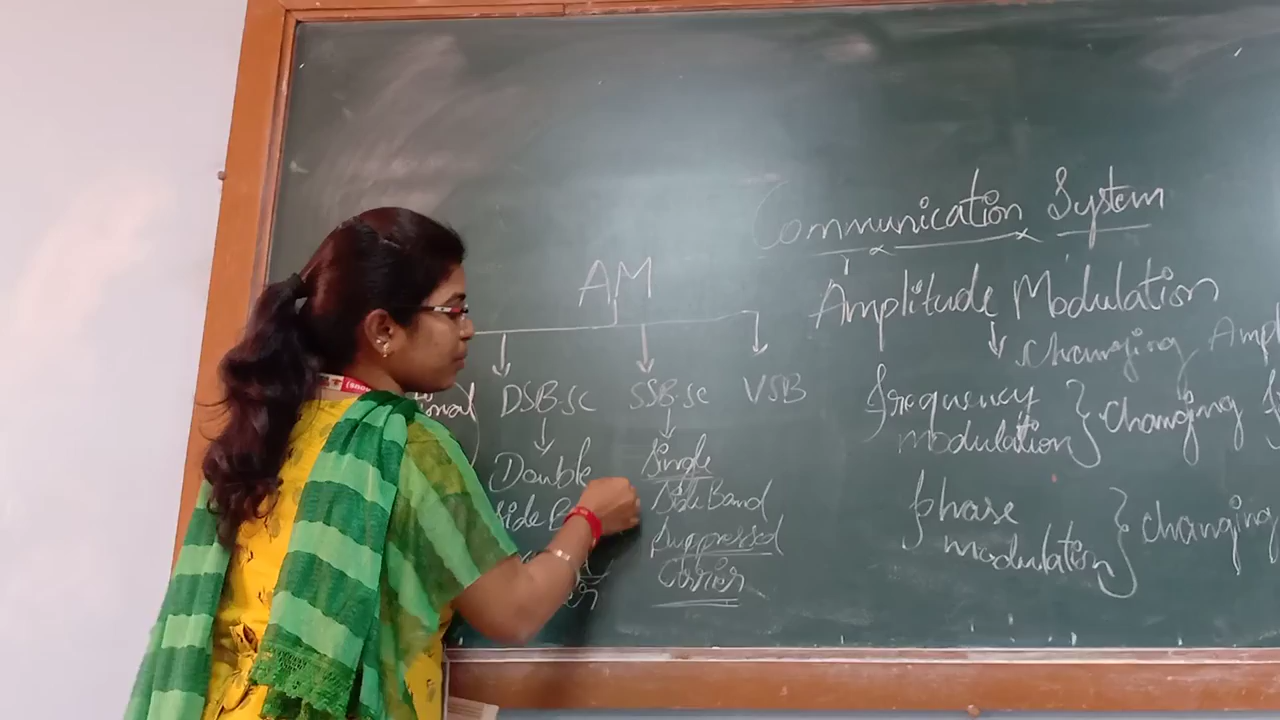 Communication System
AM
Amplitude Modulation
Changing Ampl
DSB-SC SSB-SC VSB
frequency
modulation } Changing f
Double
Side B
Single
Side Band
Suppressed
Carrier
phase
modulation } Changing